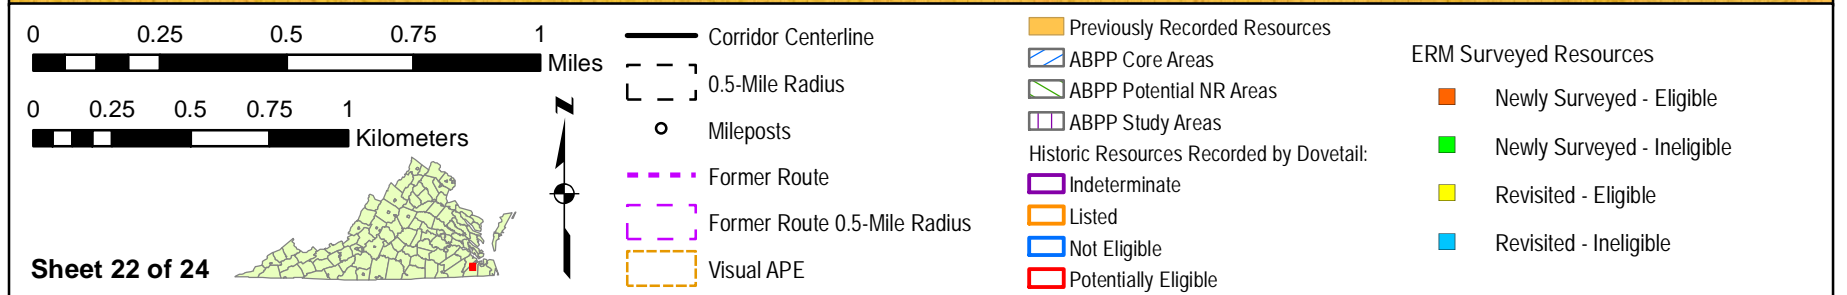 0 0.25 0.5 0.75 1
Miles
0 0.25 0.5 0.75 1
Kilometers
Sheet 22 of 24
N
Corridor Centerline
0.5-Mile Radius
Mileposts
Former Route
Former Route 0.5-Mile Radius
Visual APE
Previously Recorded Resources
ABPP Core Areas
ABPP Potential NR Areas
ABPP Study Areas
Historic Resources Recorded by Dovetail:
Indeterminate
Listed
Not Eligible
Potentially Eligible
ERM Surveyed Resources
Newly Surveyed - Eligible
Newly Surveyed - Ineligible
Revisited - Eligible
Revisited - Ineligible